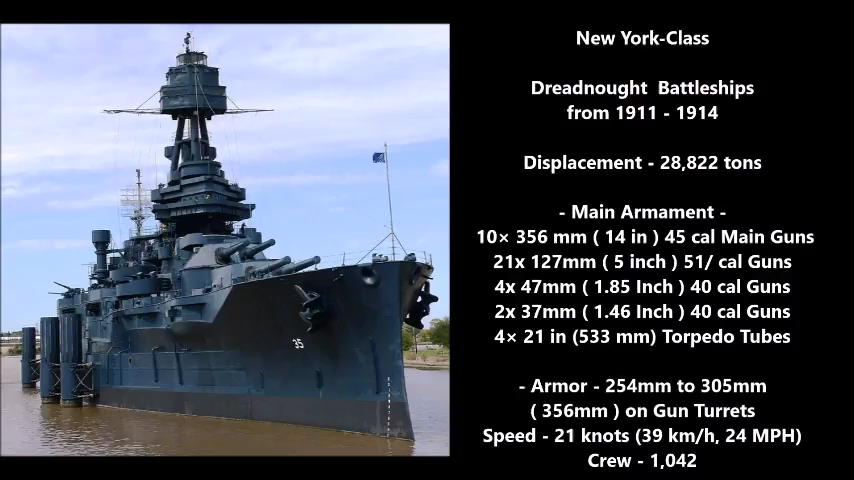 35
New York-Class
Dreadnought Battleships
from 1911 - 1914
Displacement - 28,822 tons
- Main Armament -
10× 356 mm ( 14 in ) 45 cal Main Guns
21x 127mm ( 5 inch ) 51/ cal Guns
4x 47mm ( 1.85 Inch ) 40 cal Guns
2x 37mm ( 1.46 Inch ) 40 cal Guns
4× 21 in (533 mm) Torpedo Tubes
- Armor - 254mm to 305mm
( 356mm ) on Gun Turrets
Speed - 21 knots (39 km/h, 24 MPH)
Crew - 1,042